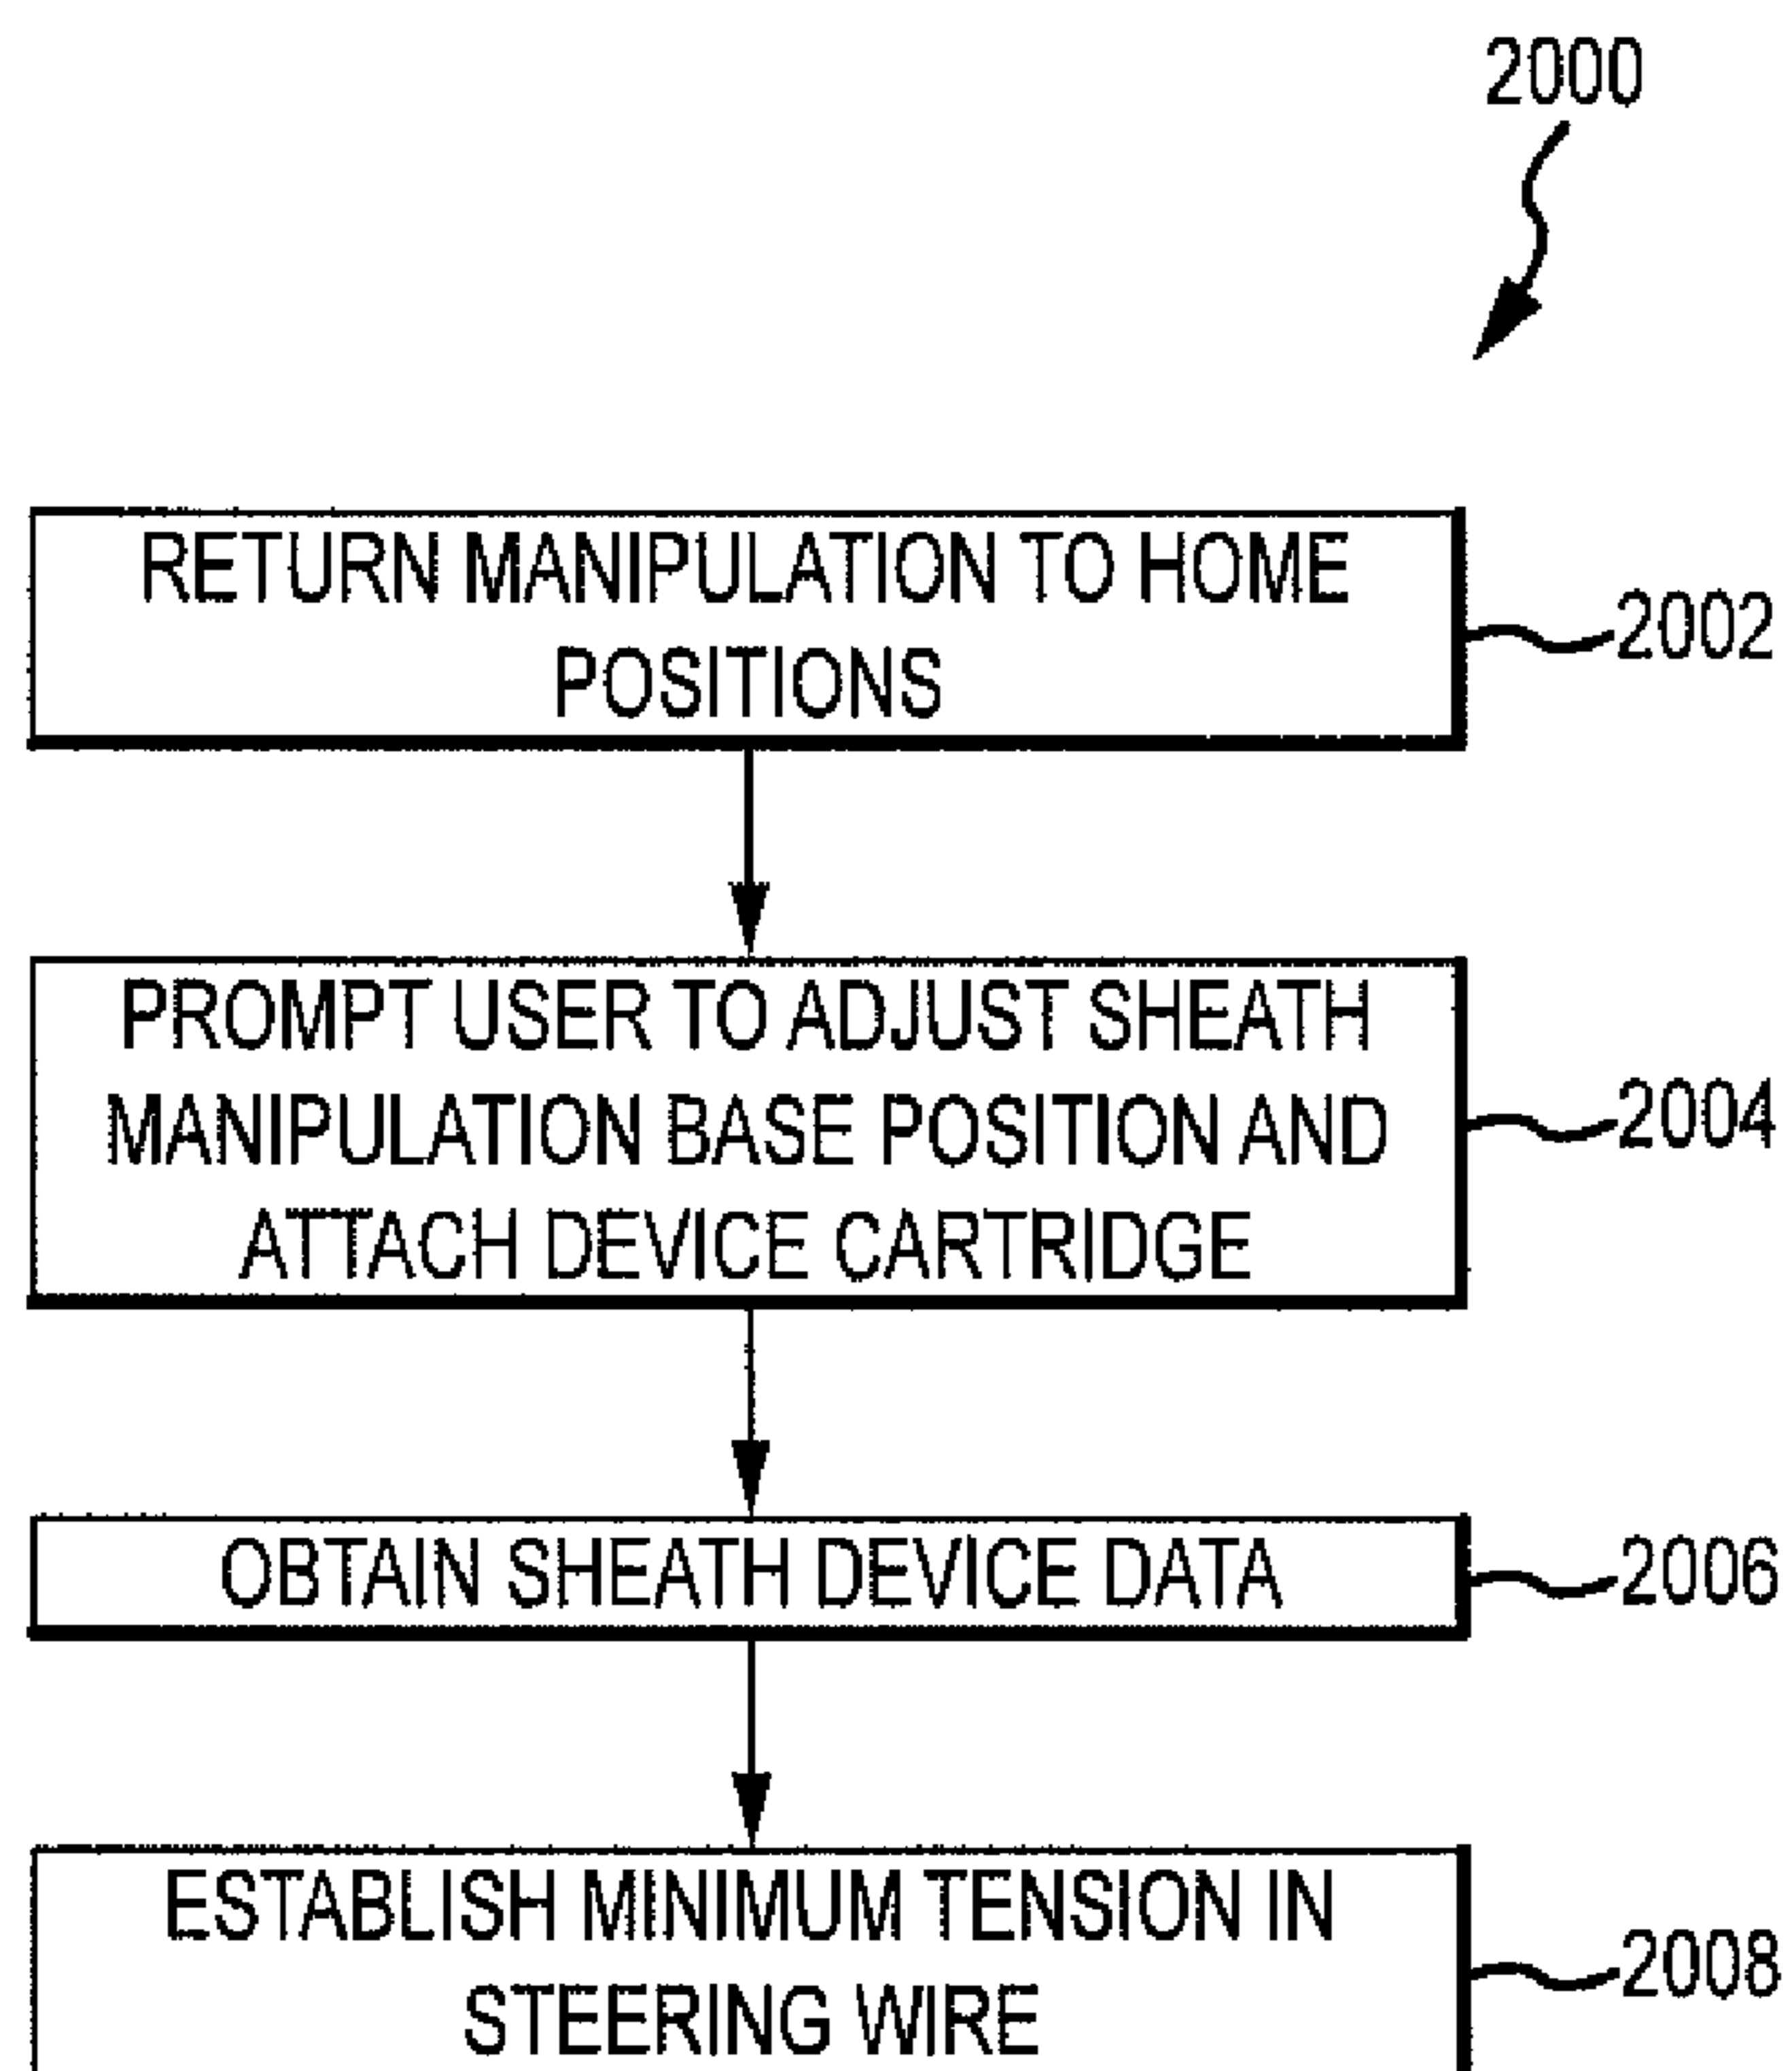 2000
RETURN MANIPULATION TO HOME
POSITIONS
2002
PROMPT USER TO ADJUST SHEATH
MANIPULATION BASE POSITION AND
ATTACH DEVICE CARTRIDGE
2004
OBTAIN SHEATH DEVICE DATA
2006
ESTABLISH MINIMUM TENSION IN
STEERING WIRE
2008